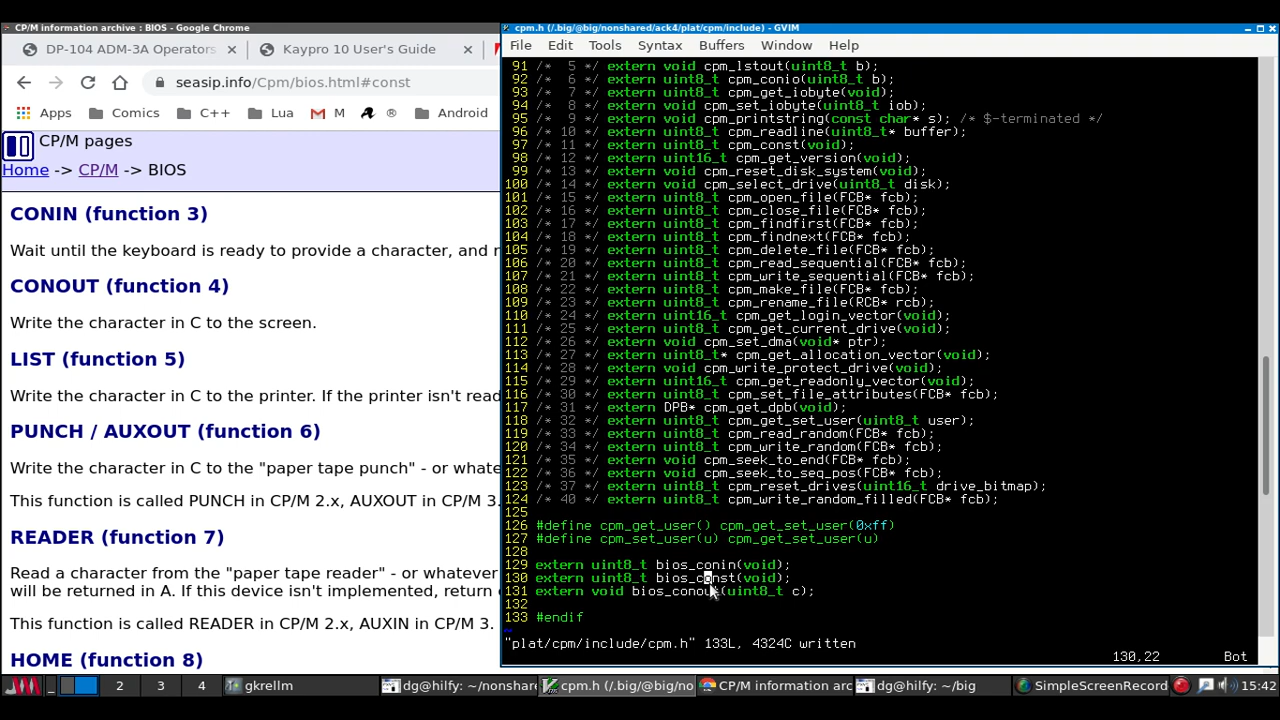 CP/M information archive : BIOS - Google Chrome
DP-104 ADM-3A Operators
Kaypro 10 User's Guide
seasip.info/Cpm/bios.html#const
Apps Comics C++ Lua M ® Android
CP/M pages
Home -> CP/M -> BIOS
CONIN (function 3)
Wait until the keyboard is ready to provide a character, and r
CONOUT (function 4)
Write the character in C to the screen.
LIST (function 5)
Write the character in C to the printer. If the printer isn't read
PUNCH / AUXOUT (function 6)
Write the character in C to the "paper tape punch" - or whate
This function is called PUNCH in CP/M 2.x, AUXOUT in CP/M 3.
READER (function 7)
Read a character from the "paper tape reader" - or whatever
will be returned in A. If this device isn't implemented, return
This function is called READER in CP/M 2.x, AUXIN in CP/M 3.
HOME (function 8)
cpm.h (/.big/@big/nonshared/ack4/plat/cpm/include) - GVIM
File Edit Tools Syntax Buffers Window Help
91 /*  5 */ extern void cpm_lstout(uint8_t b);
92 /*  6 */ extern uint8_t cpm_conio(uint8_t b);
93 /*  7 */ extern uint8_t cpm_get_iobyte(void);
94 /*  8 */ extern void cpm_set_iobyte(uint8_t iob);
95 /*  9 */ extern void cpm_printstring(const char* s); /* $-terminated */
96 /* 10 */ extern uint8_t cpm_readline(uint8_t* buffer);
97 /* 11 */ extern uint8_t cpm_const(void);
98 /* 12 */ extern uint16_t cpm_get_version(void);
99 /* 13 */ extern void cpm_reset_disk_system(void);
100 /* 14 */ extern void cpm_select_drive(uint8_t disk);
101 /* 15 */ extern uint8_t cpm_open_file(FCB* fcb);
102 /* 16 */ extern uint8_t cpm_close_file(FCB* fcb);
103 /* 17 */ extern uint8_t cpm_findfirst(FCB* fcb);
104 /* 18 */ extern uint8_t cpm_findnext(FCB* fcb);
105 /* 19 */ extern uint8_t cpm_delete_file(FCB* fcb);
106 /* 20 */ extern uint8_t cpm_read_sequential(FCB* fcb);
107 /* 21 */ extern uint8_t cpm_write_sequential(FCB* fcb);
108 /* 22 */ extern uint8_t cpm_make_file(FCB* fcb);
109 /* 23 */ extern uint8_t cpm_rename_file(RCB* rcb);
110 /* 24 */ extern uint16_t cpm_get_login_vector(void);
111 /* 25 */ extern uint8_t cpm_get_current_drive(void);
112 /* 26 */ extern void cpm_set_dma(void* ptr);
113 /* 27 */ extern uint8_t* cpm_get_allocation_vector(void);
114 /* 28 */ extern void cpm_write_protect_drive(void);
115 /* 29 */ extern uint16_t cpm_get_readonly_vector(void);
116 /* 30 */ extern uint8_t cpm_set_file_attributes(FCB* fcb);
117 /* 31 */ extern DPB* cpm_get_dpb(void);
118 /* 32 */ extern uint8_t cpm_get_set_user(uint8_t user);
119 /* 33 */ extern uint8_t cpm_read_random(FCB* fcb);
120 /* 34 */ extern uint8_t cpm_write_random(FCB* fcb);
121 /* 35 */ extern void cpm_seek_to_end(FCB* fcb);
122 /* 36 */ extern void cpm_seek_to_seq_pos(FCB* fcb);
123 /* 37 */ extern uint8_t cpm_reset_drives(uint16_t drive_bitmap);
124 /* 40 */ extern uint8_t cpm_write_random_filled(FCB* fcb);
125
126 #define cpm_get_user() cpm_get_set_user(0xff)
127 #define cpm_set_user(u) cpm_get_set_user(u)
128
129 extern uint8_t bios_conin(void);
130 extern uint8_t bios_const(void);
131 extern void bios_conout(uint8_t c);
132
133 #endif
"plat/cpm/include/cpm.h" 133L, 4324C written
130,22 Bot
2 3 4 gkrellm dg@hilfy: ~/nonshare cpm.h (/.big/@big/no CP/M information arc dg@hilfy: ~/big SimpleScreenRecord 15:42